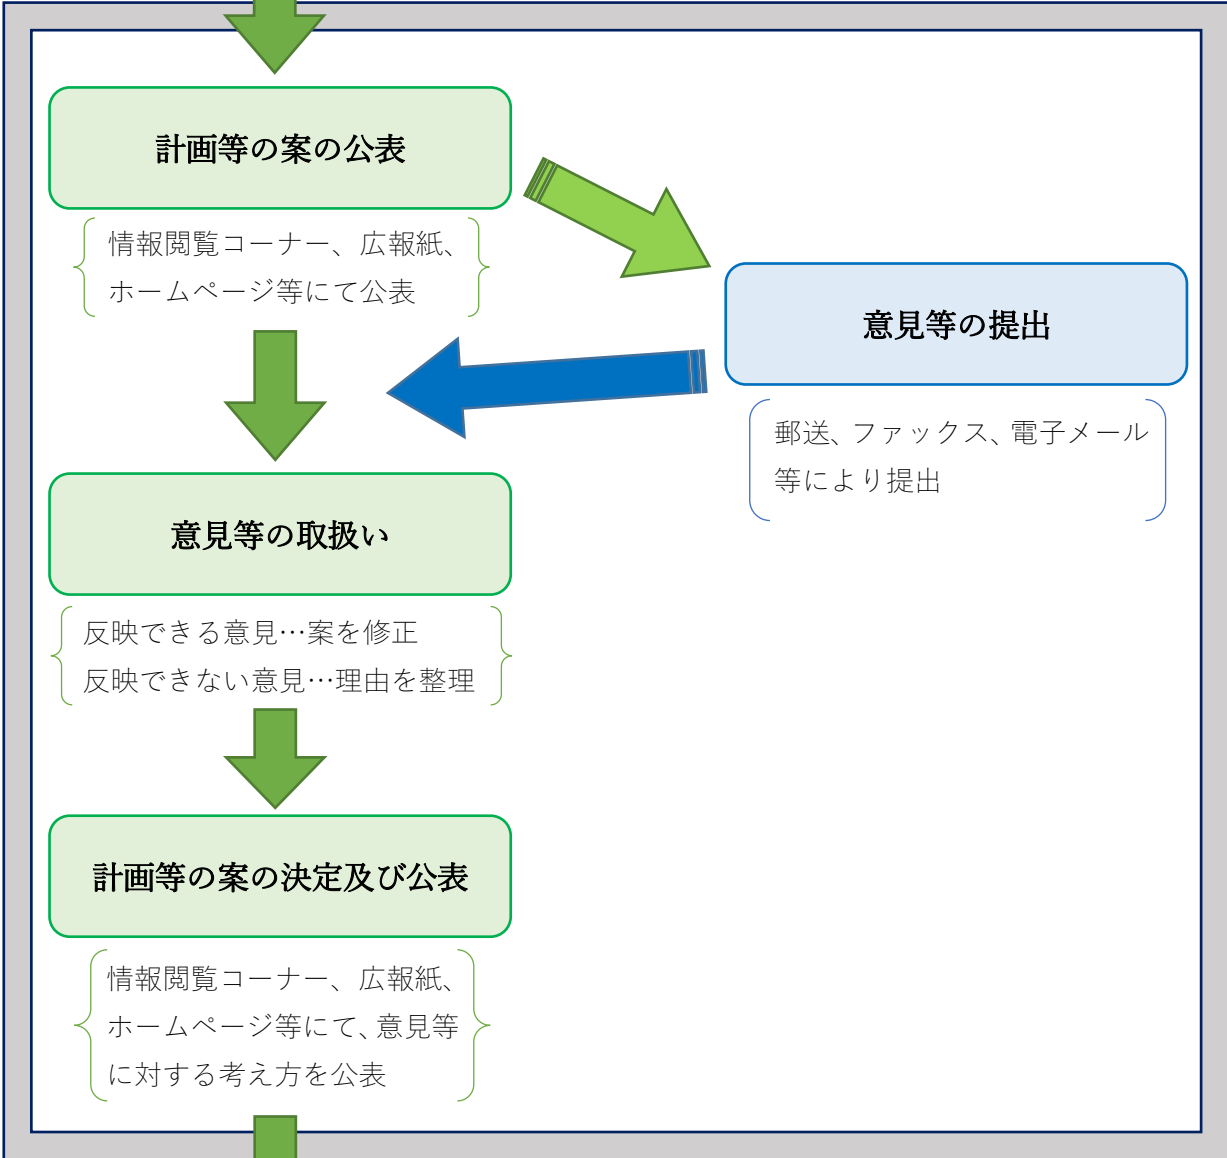 計画等の案の公表
情報閲覧コーナー、広報紙、
ホームページ等にて公表
意見等の提出
郵送、ファックス、電子メール
等により提出
意見等の取扱い
反映できる意見…案を修正
反映できない意見…理由を整理
計画等の案の決定及び公表
情報閲覧コーナー、広報紙、
ホームページ等にて、意見等
に対する考え方を公表